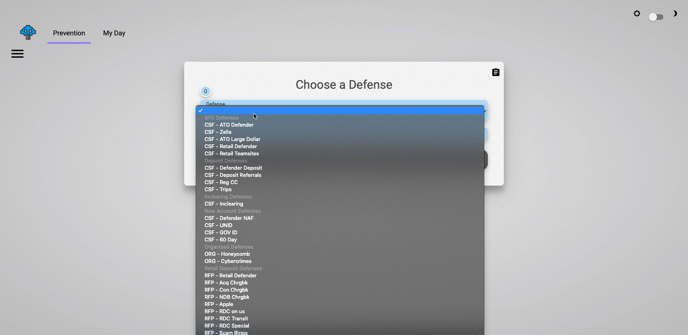 Prevention
My Day
Choose a Defense
0
Defense
ATO Defenses
CSF - ATO Defender
CSF - Zelle
CSF - ATO Large Dollar
CSF - Retail Defender
CSF - Retail Teamsites
Deposit Defenses
CSF - Defender Deposit
CSF - Deposit Referrals
CSF - Reg CC
CSF - Trips
Inclearing Defenses
CSF - Inclearing
New Account Defenses
CSF - Defender NAF
CSF - UNID
CSF - GOV ID
CSF - 60 Day
Organized Defenses
ORG - Honeycomb
ORG - Cybercrimes
Retail Deposit Defenses
RFP - Retail Defender
RFP - Acq Chrgbk
RFP - Ccn Chrgbk
RFP - NDB Chrgbk
RFP - Apple
RFP - RDC on us
RFP - RDC Transit
RFP - RDC Special
RFP - Scam Rings